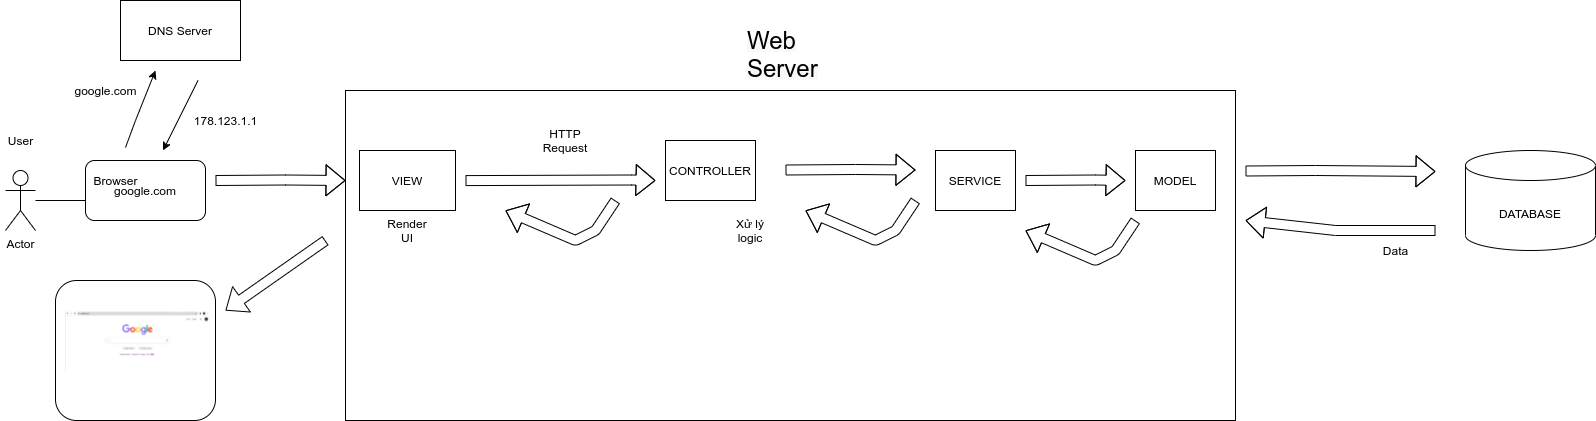 DNS Server
Web
Server
google.com
178.123.1.1
User
HTTP
Request
Browser
google.com
VIEW
CONTROLLER
SERVICE
MODEL
DATABASE
Render
UI
Xử lý
logic
Actor
Data
Google